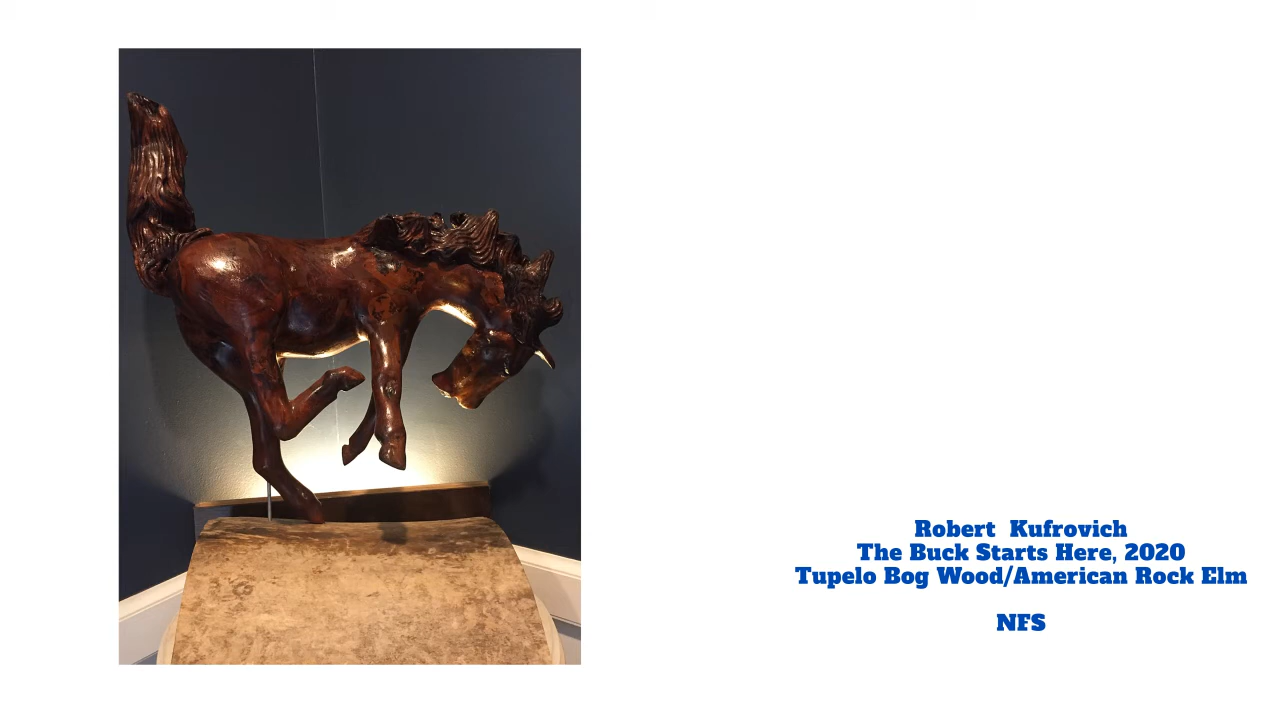 Robert Kufrovich
The Buck Starts Here, 2020
Tupelo Bog Wood/American Rock Elm
NFS